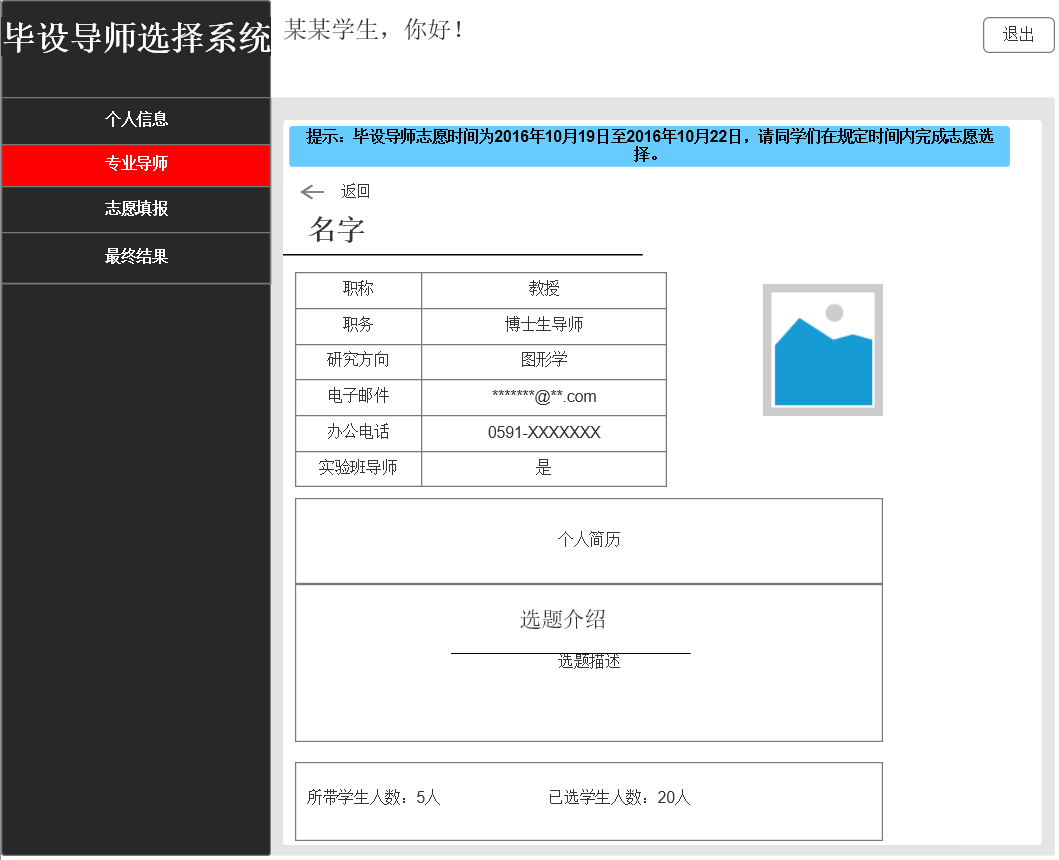 毕设导师选择系统
某某学生，你好！
退出
个人信息
专业导师
志愿填报
最终结果
提示：毕设导师志愿时间为2016年10月19日至2016年10月22日，请同学们在规定时间内完成志愿选
择。
返回
名字
职称 教授
职务 博士生导师
研究方向 图形学
电子邮件 *******@**.com
办公电话 0591-XXXXXXX
实验班导师 是
个人简历
选题介绍
选题描述
所带学生人数：5人 已选学生人数：20人